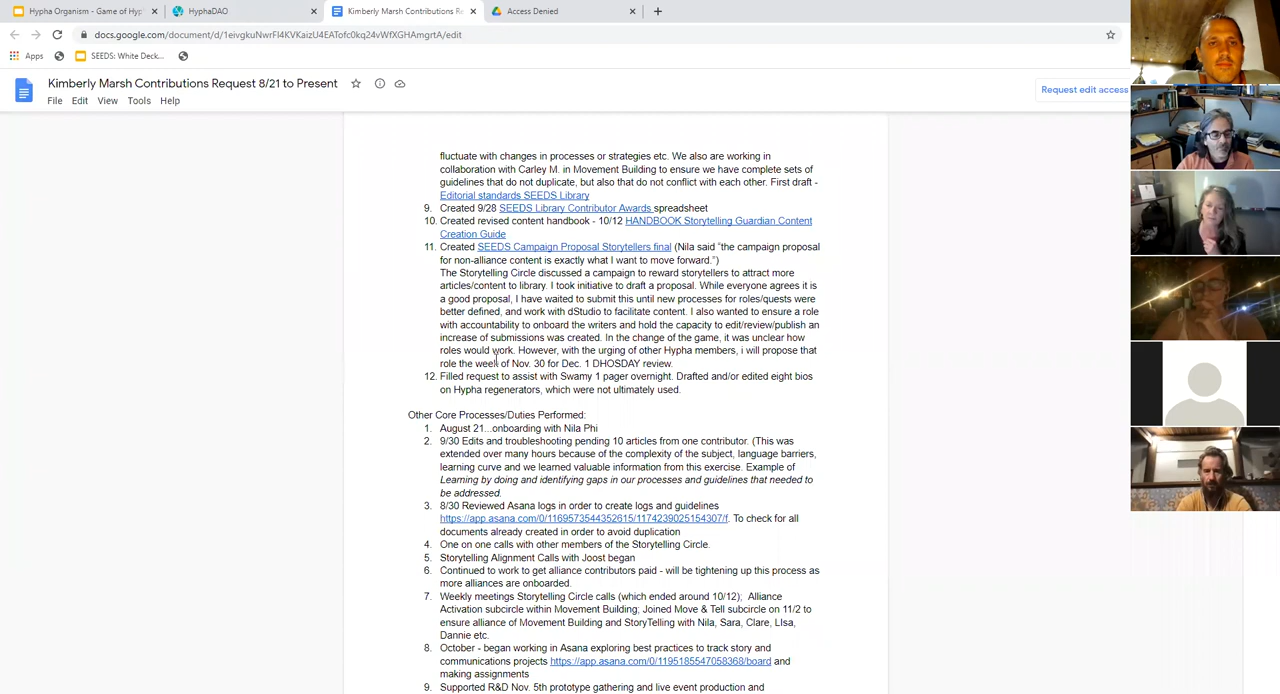 Hypha Organism - Game of Hyp
HyphaDAO
Kimberly Marsh Contributions R
Access Denied
docs.google.com/document/d/1eivgkuNwrFl4KVKaizU4EATofc0kq24vWfXGHAmgrtA/edit
Apps
SEEDS: White Deck...
Kimberly Marsh Contributions Request 8/21 to Present
File Edit View Tools Help
Request edit access
fluctuate with changes in processes or strategies etc. We also are working in
collaboration with Carley M. in Movement Building to ensure we have complete sets of
guidelines that do not duplicate, but also that do not conflict with each other. First draft -
Editorial standards SEEDS Library
9. Created 9/28 SEEDS Library Contributor Awards spreadsheet
10. Created revised content handbook - 10/12 HANDBOOK Storytelling Guardian Content
Creation Guide
11. Created SEEDS Campaign Proposal Storytellers final (Nila said "the campaign proposal
for non-alliance content is exactly what I want to move forward.")
The Storytelling Circle discussed a campaign to reward storytellers to attract more
articles/content to library. I took initiative to draft a proposal. While everyone agrees it is
a good proposal, I have waited to submit this until new processes for roles/quests were
better defined, and work with dStudio to facilitate content. I also wanted to ensure a role
with accountability to onboard the writers and hold the capacity to edit/review/publish an
increase of submissions was created. In the change of the game, it was unclear how
roles would work. However, with the urging of other Hypha members, i will propose that
role the week of Nov. 30 for Dec. 1 DHOSDAY review.
12. Filled request to assist with Swamy 1 pager overnight. Drafted and/or edited eight bios
on Hypha regenerators, which were not ultimately used.
Other Core Processes/Duties Performed:
1. August 21...onboarding with Nila Phi
2. 9/30 Edits and troubleshooting pending 10 articles from one contributor. (This was
extended over many hours because of the complexity of the subject, language barriers,
learning curve and we learned valuable information from this exercise. Example of
Learning by doing and identifying gaps in our processes and guidelines that needed to
be addressed.
3. 8/30 Reviewed Asana logs in order to create logs and guidelines
https://app.asana.com/0/1169573544352615/1174239025154307/f. To check for all
documents already created in order to avoid duplication
4. One on one calls with other members of the Storytelling Circle.
5. Storytelling Alignment Calls with Joost began
6. Continued to work to get alliance contributors paid - will be tightening up this process as
more alliances are onboarded.
7. Weekly meetings Storytelling Circle calls (which ended around 10/12); Alliance
Activation subcircle within Movement Building; Joined Move & Tell subcircle on 11/2 to
ensure alliance of Movement Building and StoryTelling with Nila, Sara, Clare, LIsa,
Dannie etc.
8. October - began working in Asana exploring best practices to track story and
communications projects https://app.asana.com/0/1195185547058368/board and
making assignments
9. Supported R&D Nov. 5th prototype gathering and live event production and